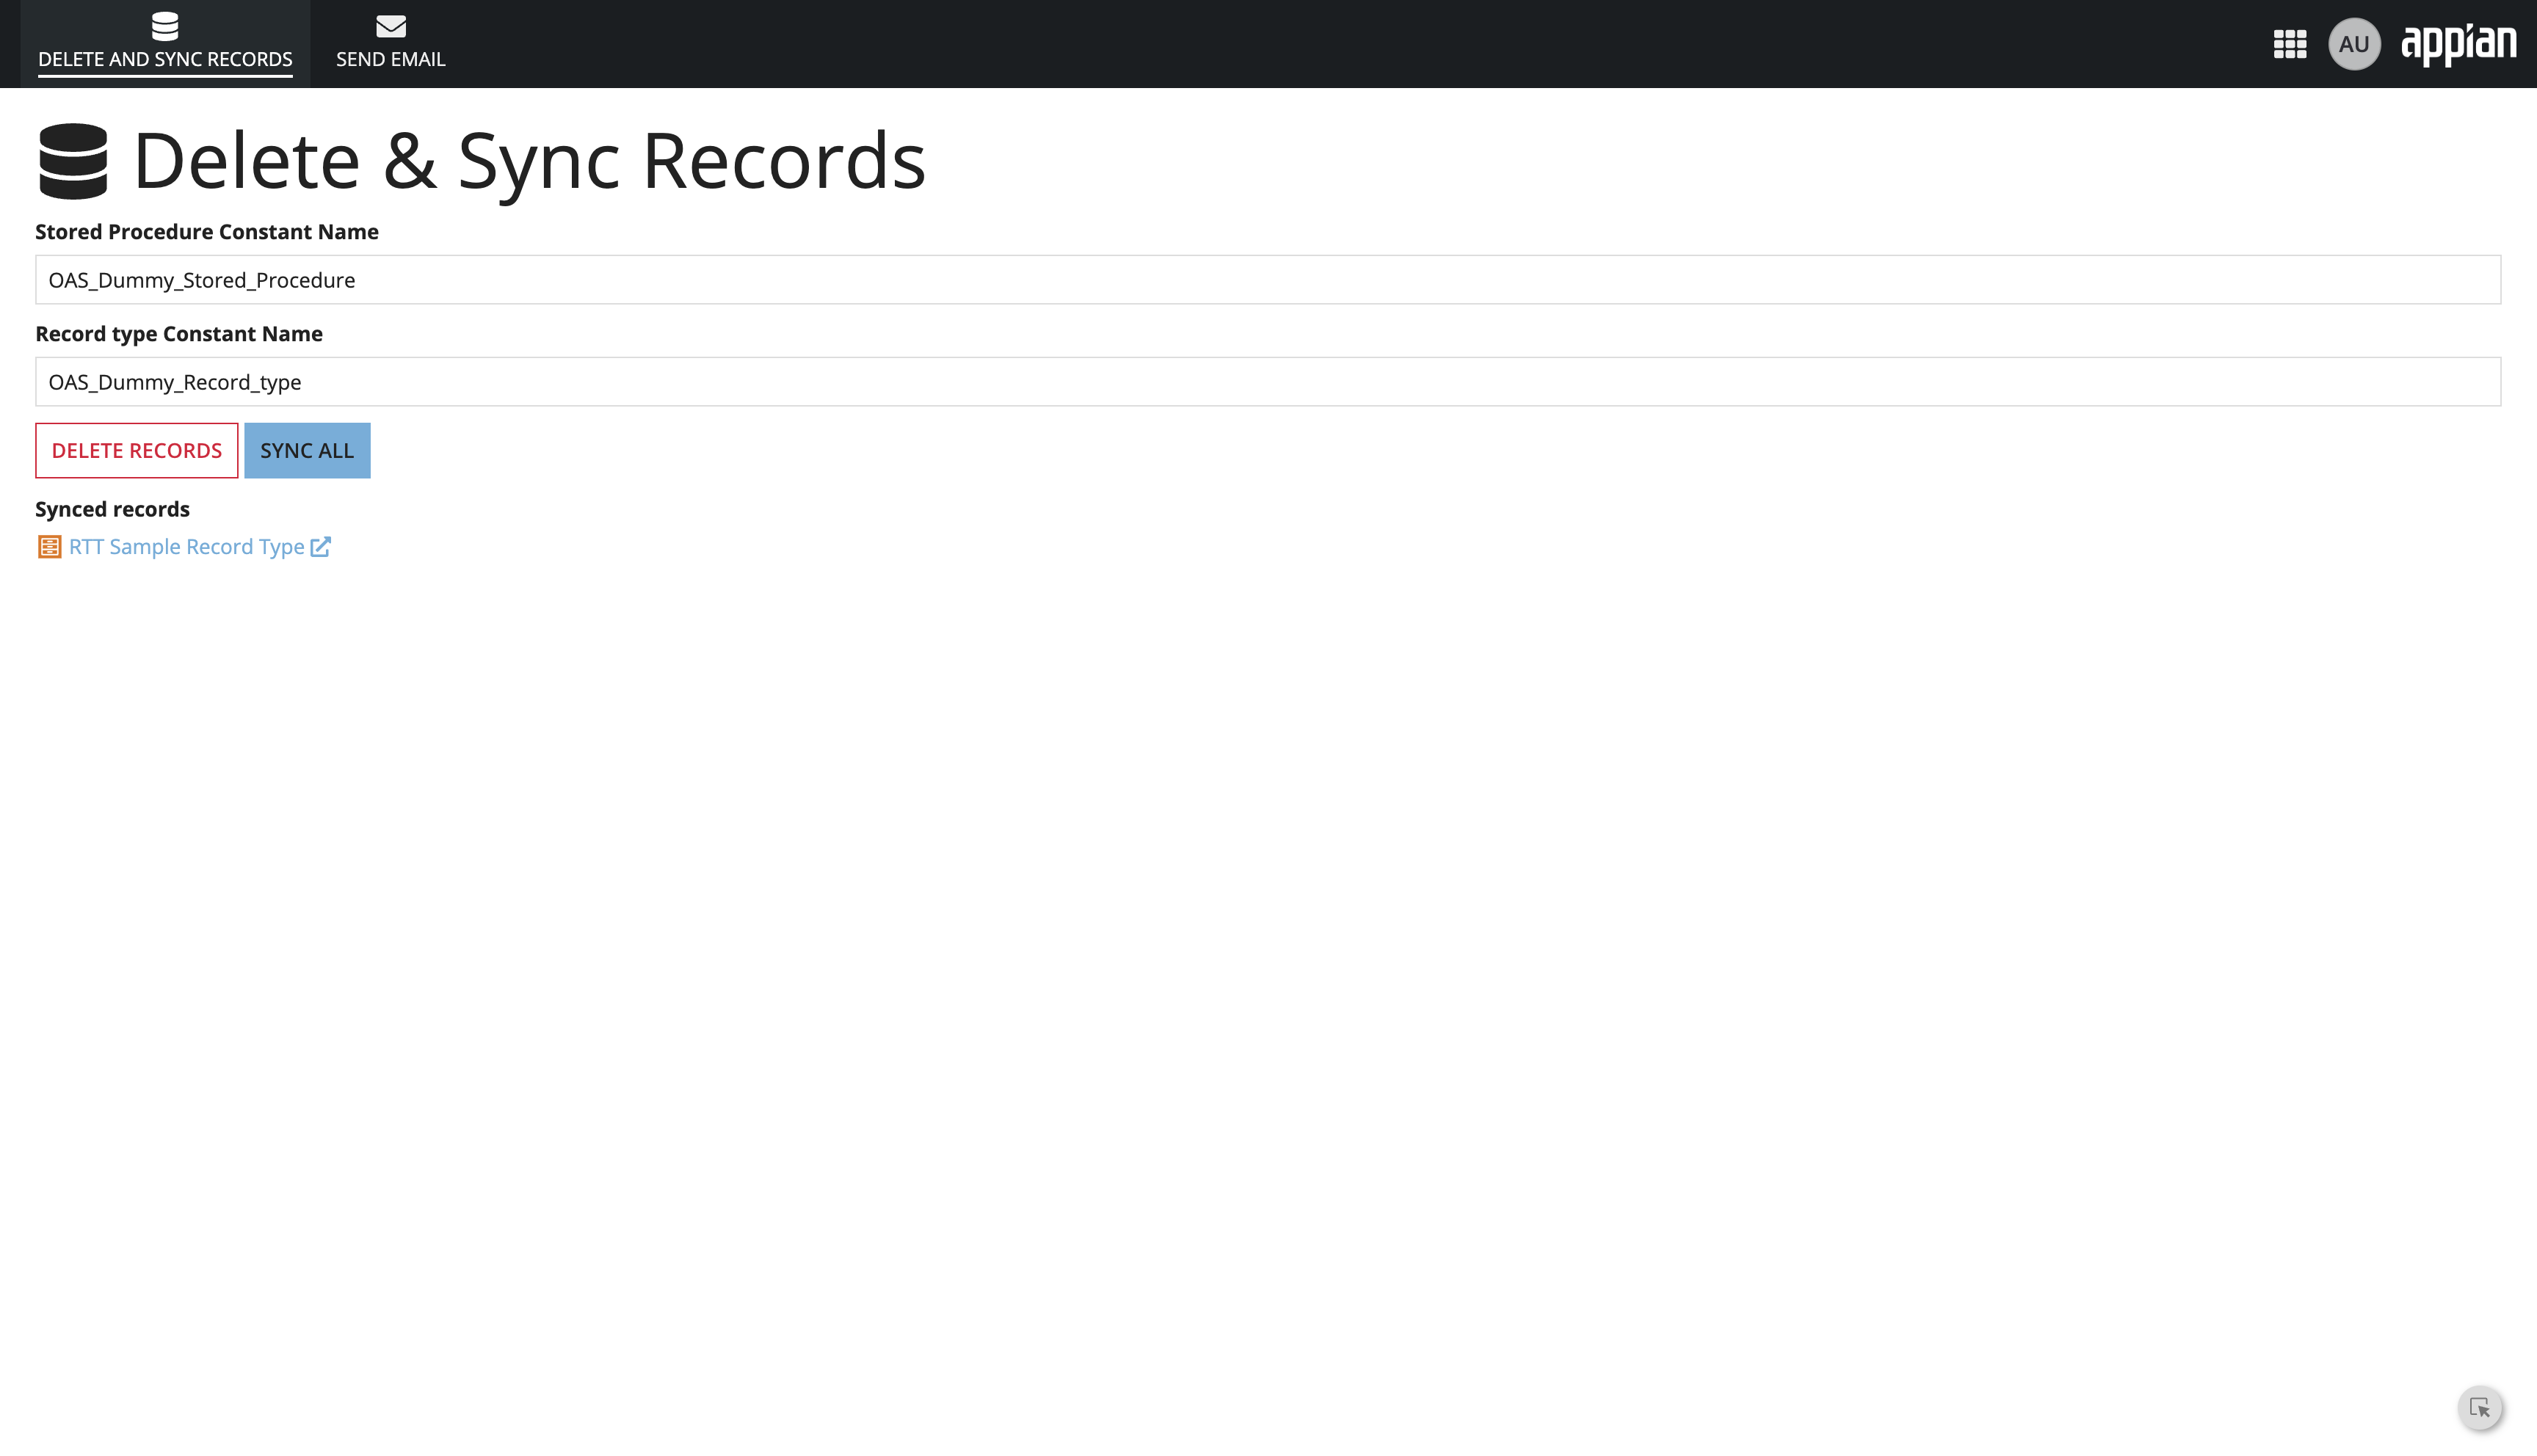 DELETE AND SYNC RECORDS
SEND EMAIL
AU
appian
Delete & Sync Records
Stored Procedure Constant Name
OAS_Dummy_Stored_Procedure
Record type Constant Name
OAS_Dummy_Record_type
DELETE RECORDS
SYNC ALL
Synced records
RTT Sample Record Type